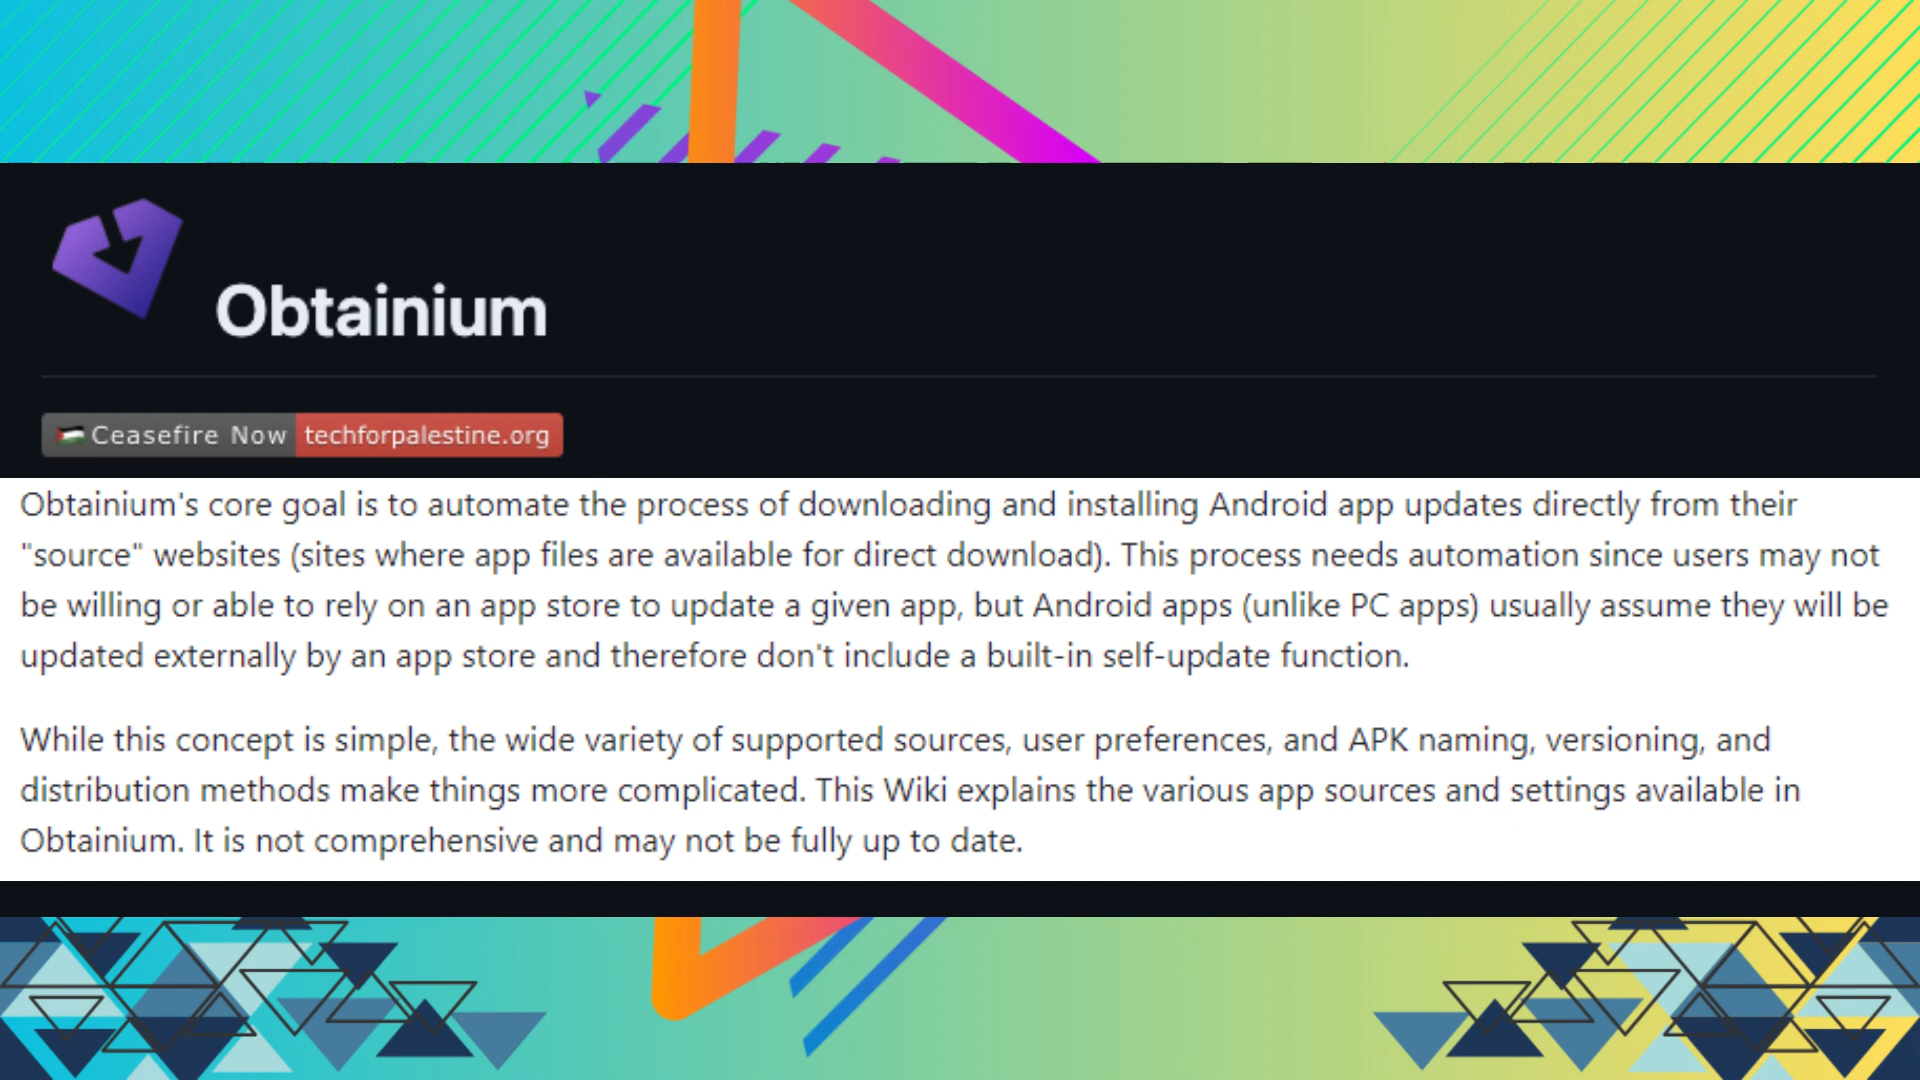 Obtainium
Ceasefire Now techforpalestine.org
Obtainium's core goal is to automate the process of downloading and installing Android app updates directly from their
"source" websites (sites where app files are available for direct download). This process needs automation since users may not
be willing or able to rely on an app store to update a given app, but Android apps (unlike PC apps) usually assume they will be
updated externally by an app store and therefore don't include a built-in self-update function.
While this concept is simple, the wide variety of supported sources, user preferences, and APK naming, versioning, and
distribution methods make things more complicated. This Wiki explains the various app sources and settings available in
Obtainium. It is not comprehensive and may not be fully up to date.